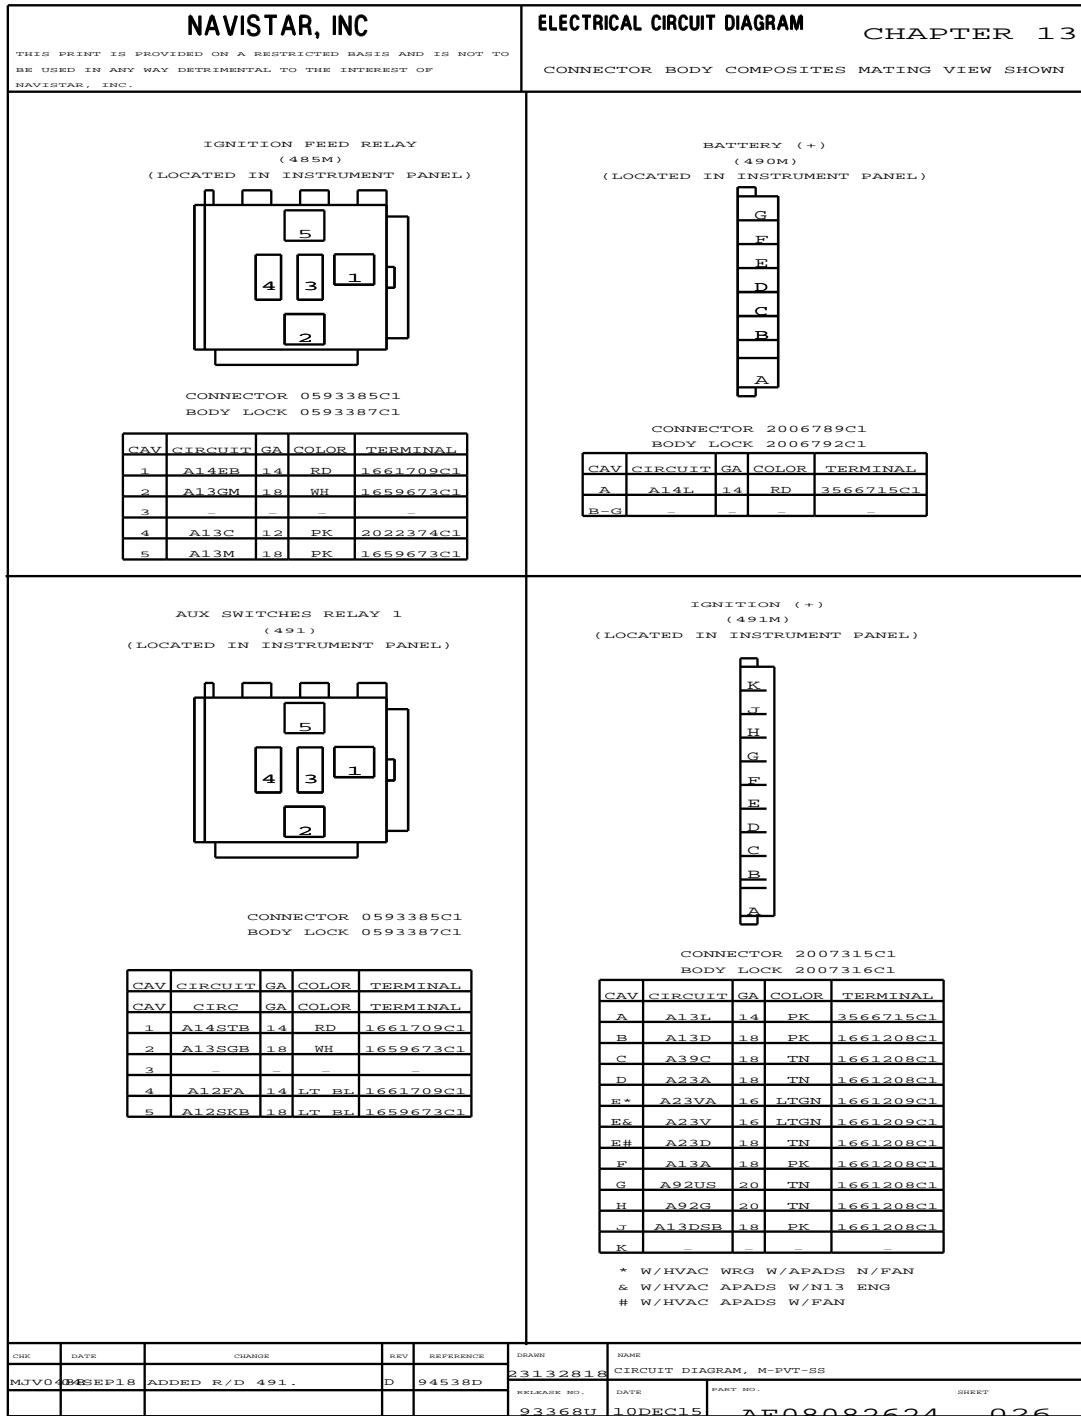 NAVISTAR, INC
THIS PRINT IS PROVIDED ON A RESTRICTED BASIS AND IS NOT TO
BE USED IN ANY WAY DETRIMENTAL TO THE INTEREST OF
NAVISTAR, INC.
ELECTRICAL CIRCUIT DIAGRAM
CHAPTER 13
CONNECTOR BODY COMPOSITES MATING VIEW SHOWN
IGNITION FEED RELAY
(485M)
(LOCATED IN INSTRUMENT PANEL)
5
4 3 1
2
CONNECTOR 0593385C1
BODY LOCK 0593387C1
CAV CIRCUIT GA COLOR TERMINAL
1 A14EB 14 RD 1661709C1
2 A13GM 18 WH 1659673C1
3 - - - -
4 A13C 12 PK 2022374C1
5 A13M 18 PK 1659673C1
BATTERY (+)
(490M)
(LOCATED IN INSTRUMENT PANEL)
G
F
E
D
C
B
A
CONNECTOR 2006789C1
BODY LOCK 2006792C1
CAV CIRCUIT GA COLOR TERMINAL
A A14L 14 RD 3566715C1
B-G - - - -
AUX SWITCHES RELAY 1
(491)
(LOCATED IN INSTRUMENT PANEL)
5
4 3 1
2
CONNECTOR 0593385C1
BODY LOCK 0593387C1
CAV CIRCUIT GA COLOR TERMINAL
CAV CIRC GA COLOR TERMINAL
1 A14STB 14 RD 1661709C1
2 A13SGB 18 WH 1659673C1
3 - - - -
4 A12FA 14 LT BL 1661709C1
5 A12SKB 18 LT BL 1659673C1
IGNITION (+)
(491M)
(LOCATED IN INSTRUMENT PANEL)
K
J
H
G
F
E
D
C
B
A
CONNECTOR 2007315C1
BODY LOCK 2007316C1
CAV CIRCUIT GA COLOR TERMINAL
A A13L 14 PK 3566715C1
B A13D 18 PK 1661208C1
C A39C 18 TN 1661208C1
D A23A 18 TN 1661208C1
E* A23VA 16 LTGN 1661209C1
E& A23V 16 LTGN 1661209C1
E# A23D 18 TN 1661208C1
F A13A 18 PK 1661208C1
G A92US 20 TN 1661208C1
H A92G 20 TN 1661208C1
J A13DSB 18 PK 1661208C1
K - - - -
* W/HVAC WRG W/APADS N/FAN
& W/HVAC APADS W/N13 ENG
# W/HVAC APADS W/FAN
CHK DATE CHANGE REV REFERENCE
ADDED R/D 491. D 94538D
DRAWN
23132818
NAME
CIRCUIT DIAGRAM, M-PVT-SS
RELEASE NO.
93368U
DATE
10DEC15
PART NO. SHEET
AF08082624 026